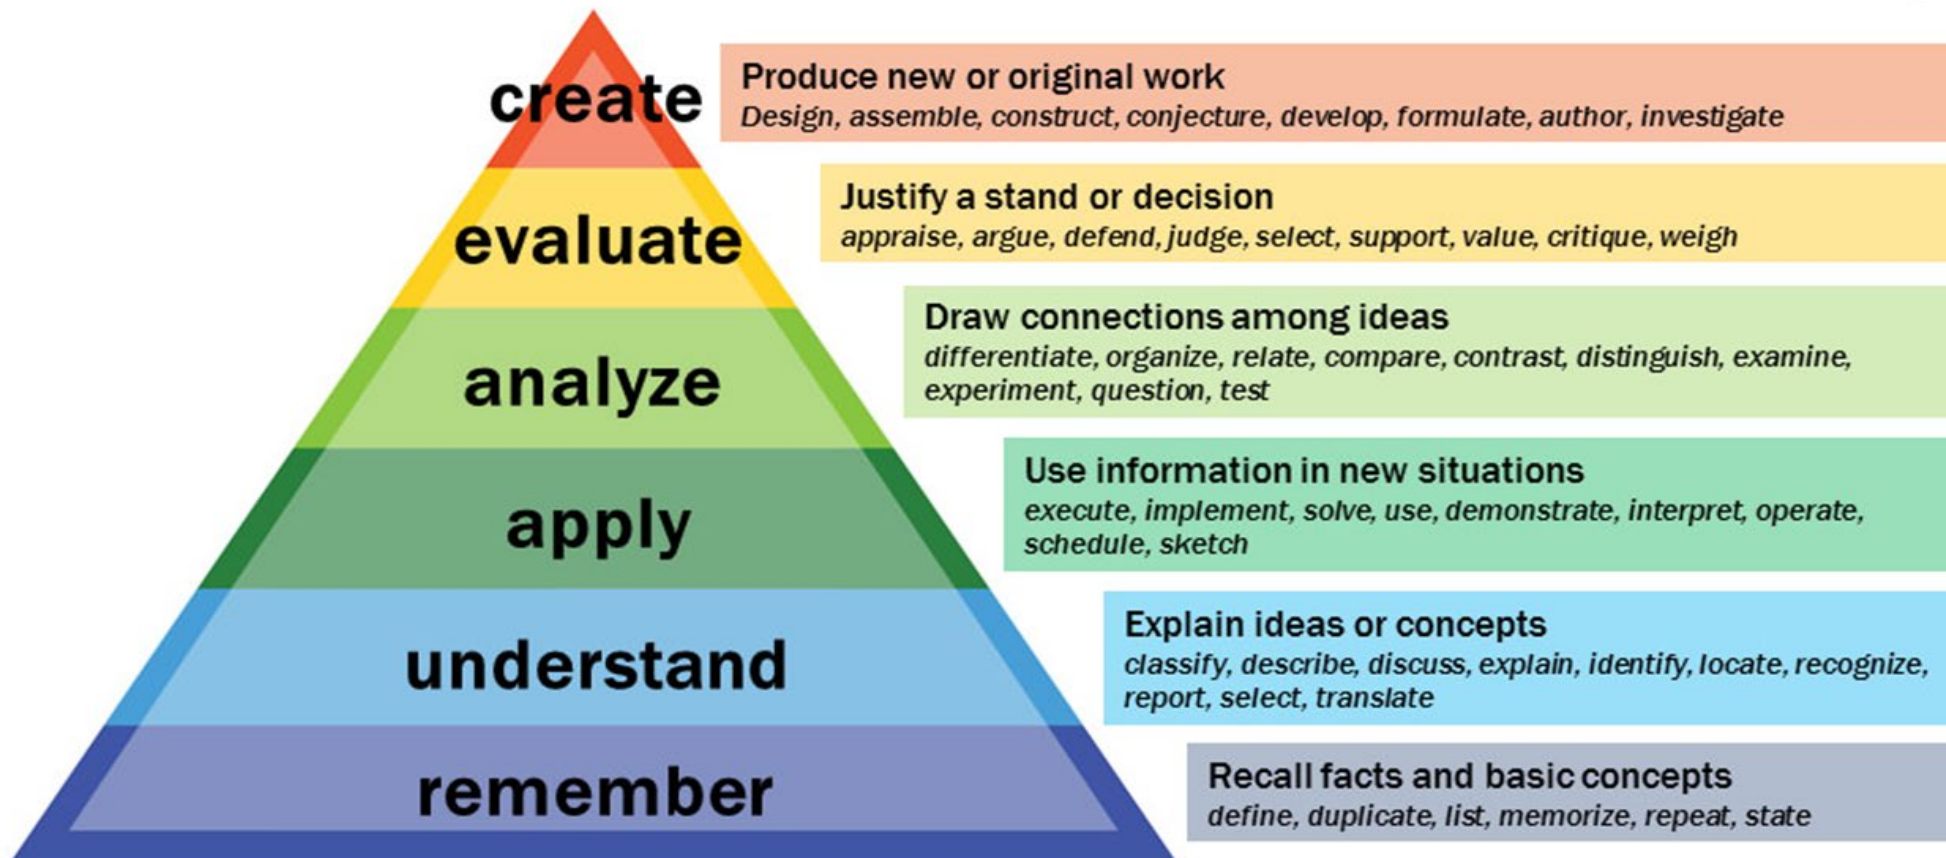 create
Produce new or original work
Design, assemble, construct, conjecture, develop, formulate, author, investigate
evaluate
Justify a stand or decision
appraise, argue, defend, judge, select, support, value, critique, weigh
analyze
Draw connections among ideas
differentiate, organize, relate, compare, contrast, distinguish, examine,
experiment, question, test
apply
Use information in new situations
execute, implement, solve, use, demonstrate, interpret, operate,
schedule, sketch
understand
Explain ideas or concepts
classify, describe, discuss, explain, identify, locate, recognize,
report, select, translate
remember
Recall facts and basic concepts
define, duplicate, list, memorize, repeat, state